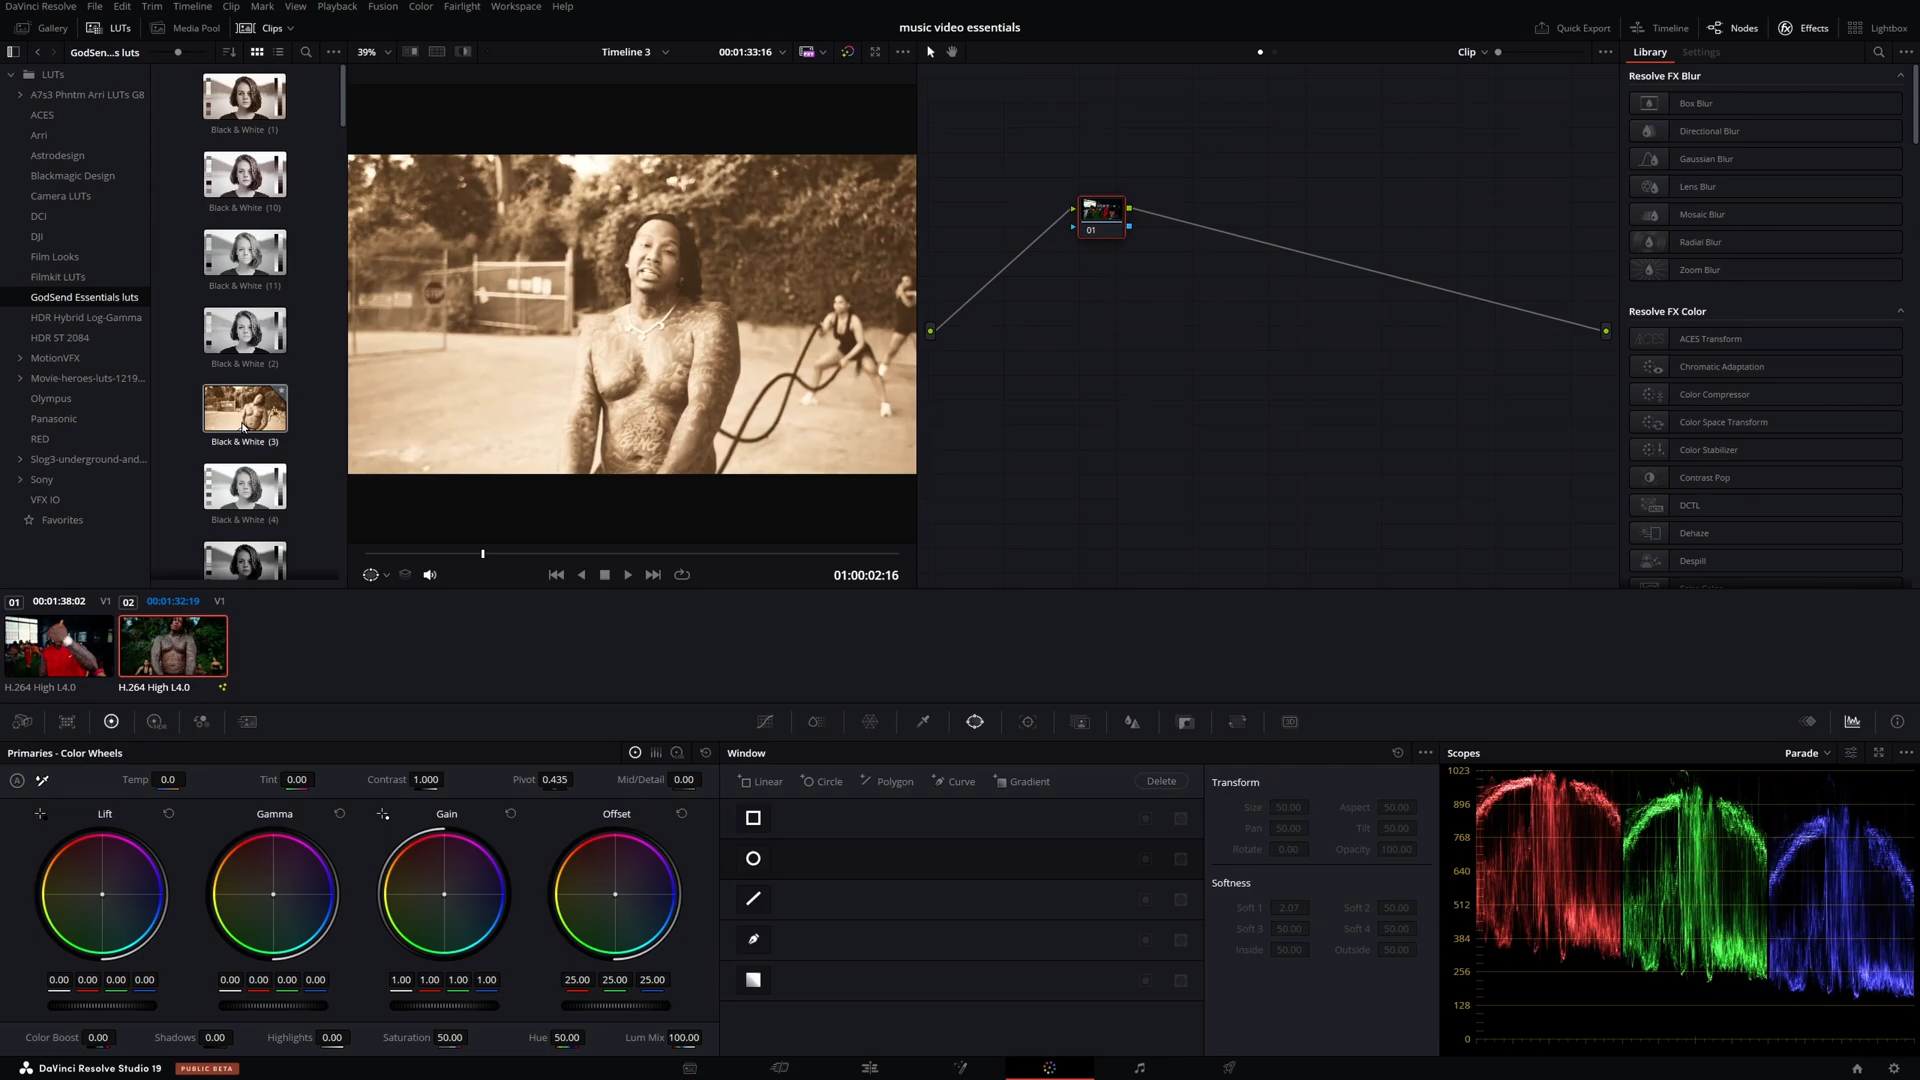 DaVinci Resolve File Edit Trim Timeline Clip Mark View Playback Fusion Color Fairlight Workspace Help
Gallery LUTs Media Pool Clips
music video essentials
Quick Export Timeline Nodes Effects Lightbox
GodSen...s luts
39%
Timeline 3
00:01:33:16
Clip
Library Settings
LUTs
A7s3 Phntm Arri LUTs G8
ACES
Arri
Astrodesign
Blackmagic Design
Camera LUTs
DCI
DJI
Film Looks
Filmkit LUTs
GodSend Essentials luts
HDR Hybrid Log-Gamma
HDR ST 2084
MotionVFX
Movie-heroes-luts-1219...
Olympus
Panasonic
RED
Slog3-underground-and...
Sony
VFX IO
Favorites
Black & White (1)
Black & White (10)
Black & White (11)
Black & White (2)
Black & White (3)
Black & White (4)
STOP
01:00:02:16
01
Resolve FX Blur
Box Blur
Directional Blur
Gaussian Blur
Lens Blur
Mosaic Blur
Radial Blur
Zoom Blur
Resolve FX Color
ACES Transform
Chromatic Adaptation
Color Compressor
Color Space Transform
Color Stabilizer
Contrast Pop
DCTL
Dehaze
Despill
01 00:01:38:02 V1 02 00:01:32:19 V1
H.264 High L4.0 H.264 High L4.0
Primaries - Color Wheels
Temp 0.0 Tint 0.00 Contrast 1.000 Pivot 0.435 Mid/Detail 0.00
Lift Gamma Gain Offset
0.00 0.00 0.00 0.00 0.00 0.00 0.00 0.00 1.00 1.00 1.00 1.00 25.00 25.00 25.00
Color Boost 0.00 Shadows 0.00 Highlights 0.00 Saturation 50.00 Hue 50.00 Lum Mix 100.00
Window
Linear Circle Polygon Curve Gradient Delete
Transform
Size 50.00 Aspect 50.00
Pan 50.00 Tilt 50.00
Rotate 0.00 Opacity 100.00
Softness
Soft 1 2.07 Soft 2 50.00
Soft 3 50.00 Soft 4 50.00
Inside 50.00 Outside 50.00
Scopes Parade
1023
896
768
640
512
384
256
128
0
DaVinci Resolve Studio 19 PUBLIC BETA